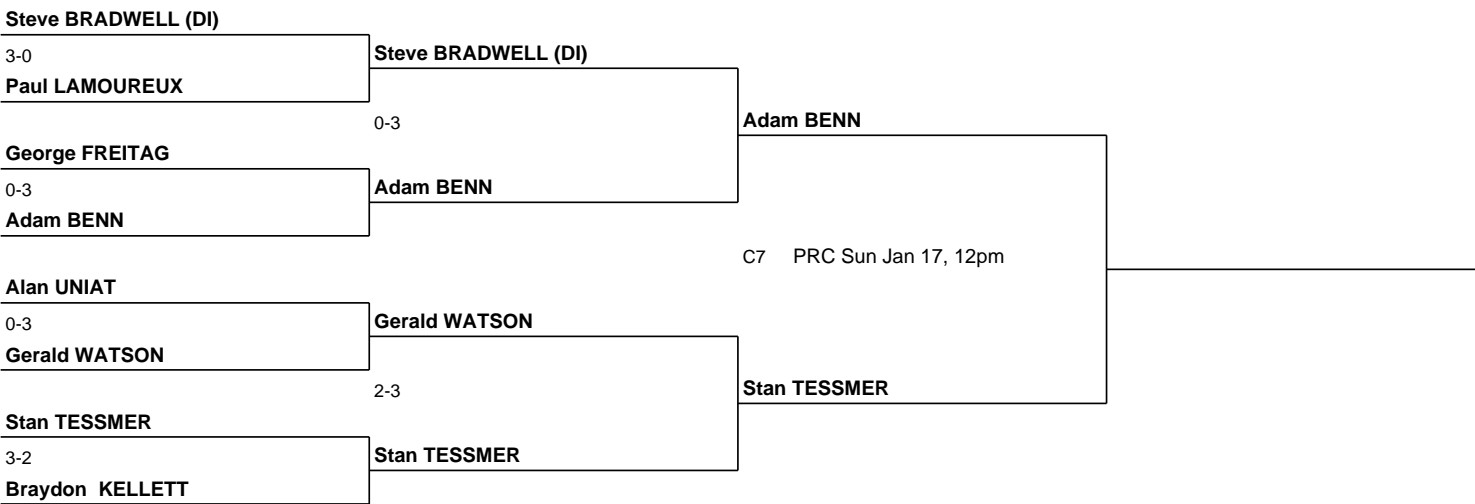 Steve BRADWELL (DI)
3-0
Paul LAMOUREUX
George FREITAG
0-3
Adam BENN
Alan UNIAT
0-3
Gerald WATSON
Stan TESSMER
3-2
Braydon KELLETT
Steve BRADWELL (DI)
0-3
Adam BENN
Gerald WATSON
2-3
Stan TESSMER
Adam BENN
C7 PRC Sun Jan 17, 12pm
Stan TESSMER